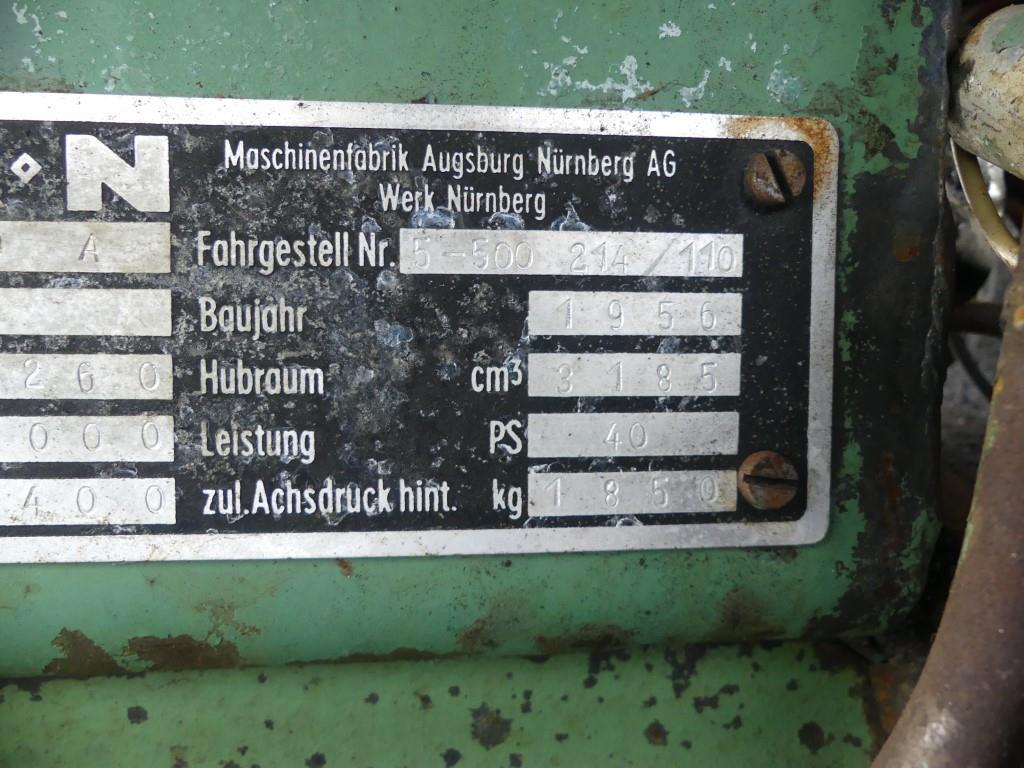 · N Maschinenfabrik Augsburg Nürnberg AG
Werk Nürnberg
A Fahrgestell Nr. 5-500 214/110
Baujahr 1956
260 Hubraum cm³ 3185
000 Leistung PS 40
400 zul. Achsdruck hint. kg 1850